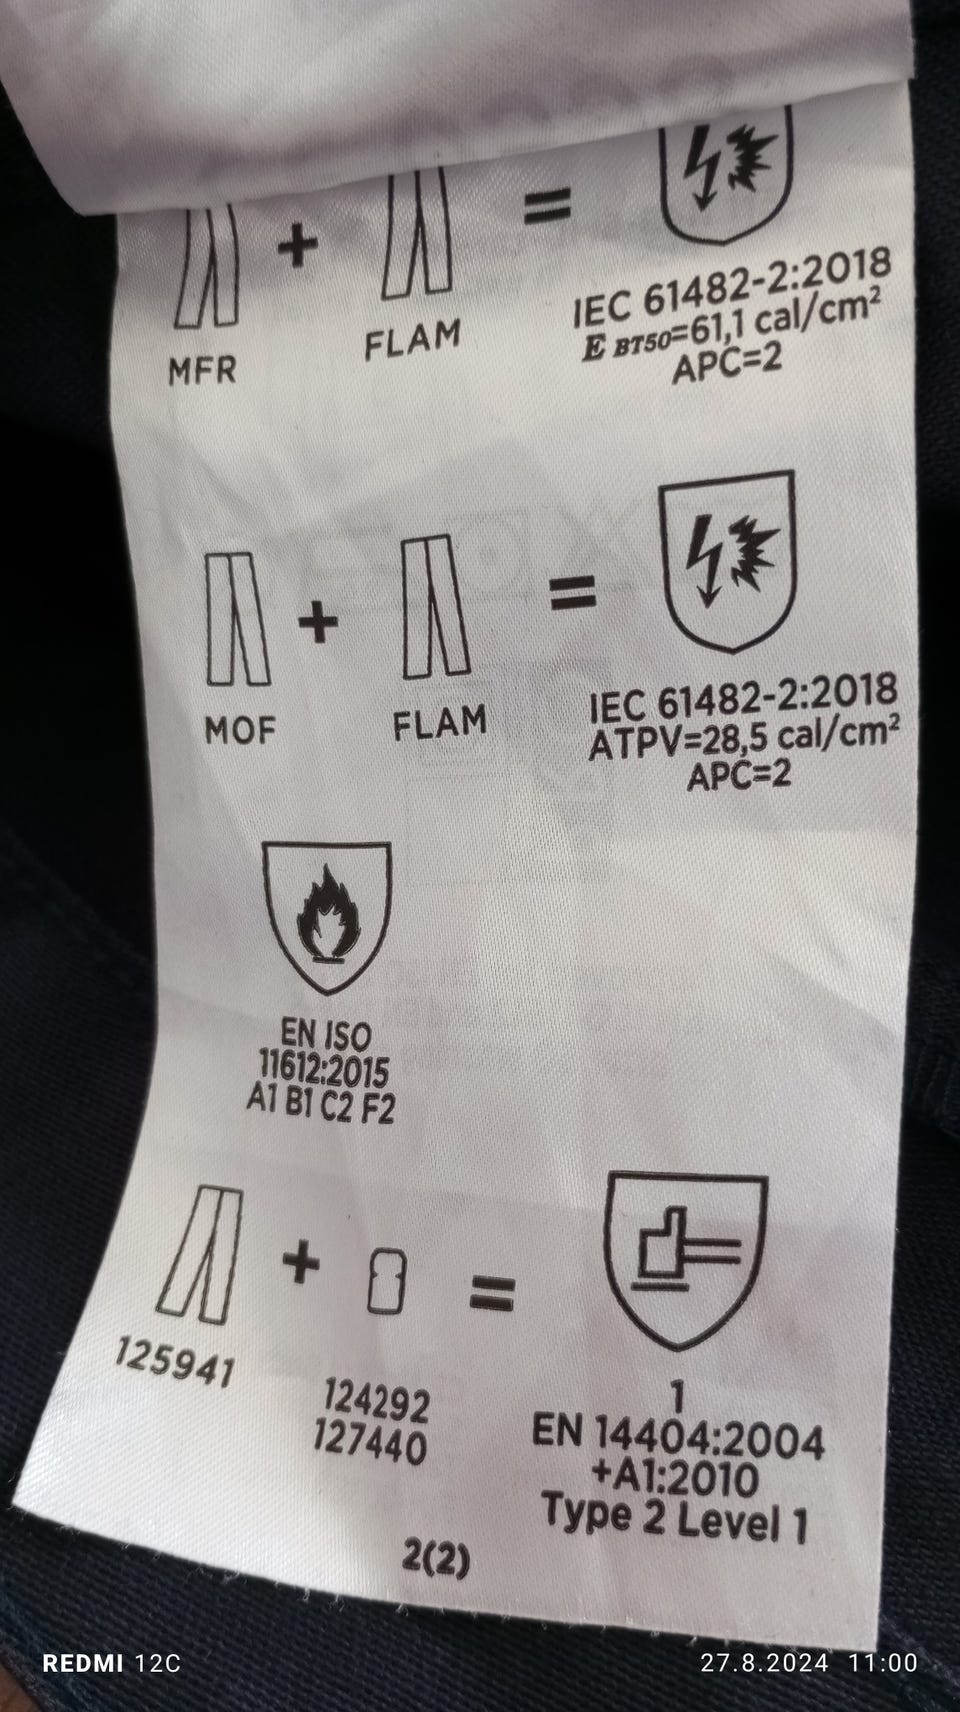 + =
MFR
FLAM
IEC 61482-2:2018
E BT50=61,1 cal/cm²
APC=2
+ =
MOF
FLAM
IEC 61482-2:2018
ATPV=28,5 cal/cm²
APC=2
EN ISO
11612:2015
A1 B1 C2 F2
+ =
125941
124292
127440
1
EN 14404:2004
+A1:2010
Type 2 Level 1
2(2)
REDMI 12C
27.8.2024 11:00